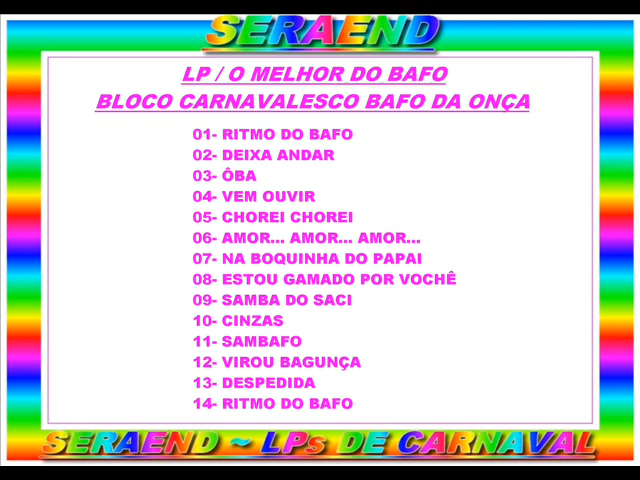 SERAEND
LP / O MELHOR DO BAFO
BLOCO CARNAVALESCO BAFO DA ONÇA
01- RITMO DO BAFO
02- DEIXA ANDAR
03- ÔBA
04- VEM OUVIR
05- CHOREI CHOREI
06- AMOR... AMOR... AMOR...
07- NA BOQUINHA DO PAPAI
08- ESTOU GAMADO POR VOCHÊ
09- SAMBA DO SACI
10- CINZAS
11- SAMBAFO
12- VIROU BAGUNÇA
13- DESPEDIDA
14- RITMO DO BAFO
SERAEND ~ LPs DE CARNAVAL